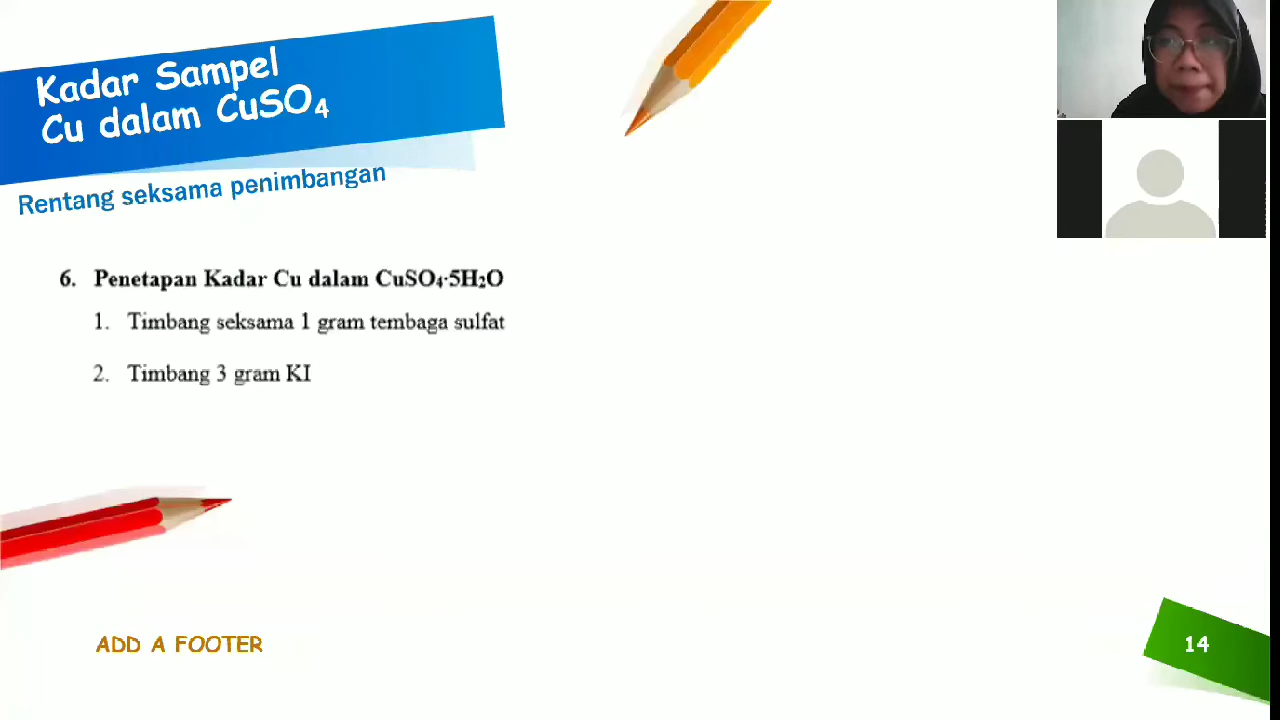 Kadar Sampel
Cu dalam CuSO₄
Rentang seksama penimbangan
6. Penetapan Kadar Cu dalam CuSO₄·5H₂O
1. Timbang seksama 1 gram tembaga sulfat
2. Timbang 3 gram KI
ADD A FOOTER
14